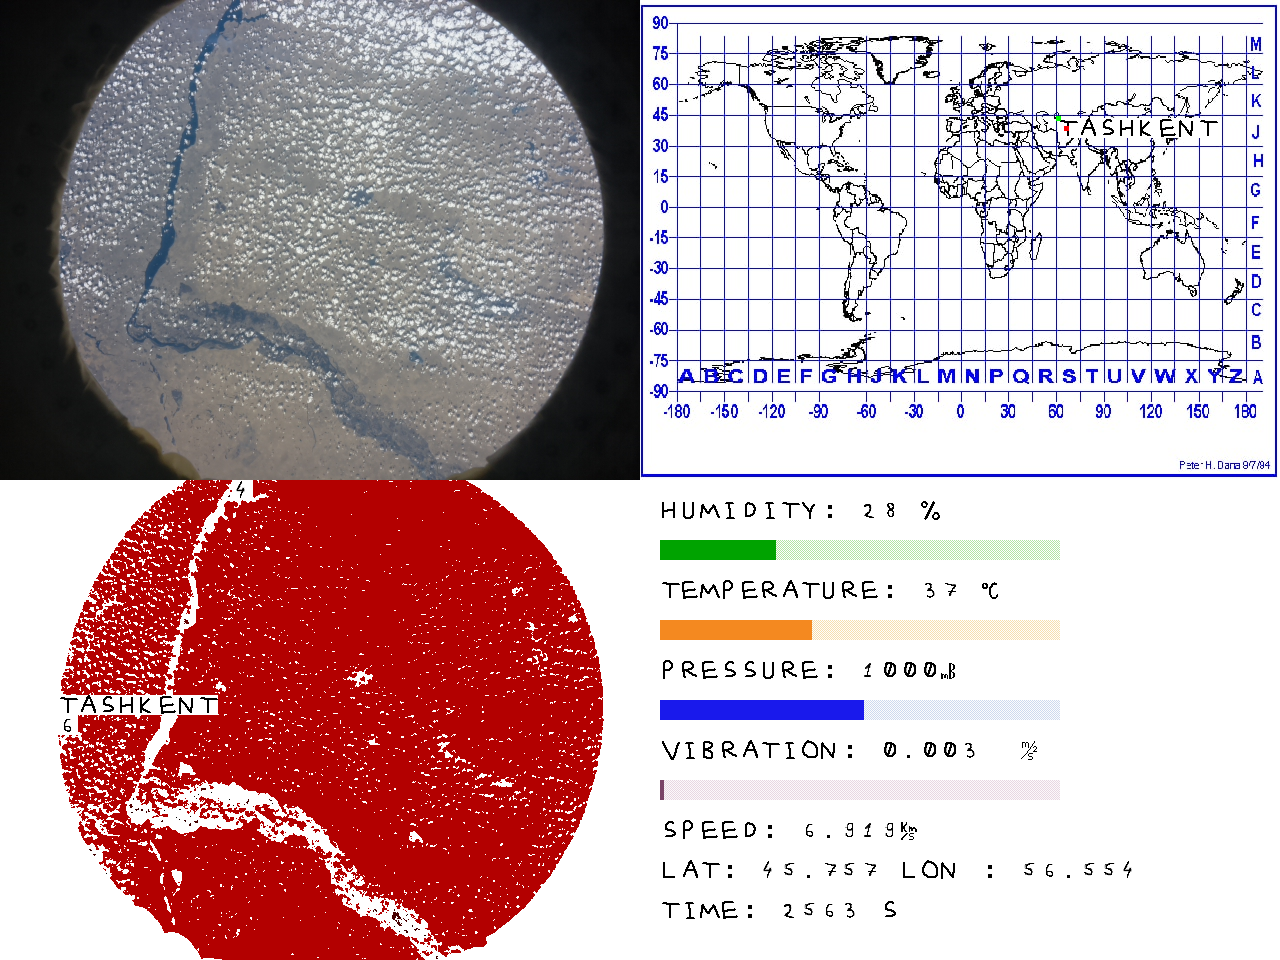 90
75
60
45
30
15
0
-15
-30
-45
-60
-75
-90
M
L
K
J
H
G
F
E
D
C
B
A
TASHKENT
A B C D E F G H J K L M N P Q R S T U V W X Y Z
-180 -150 -120 -90 -60 -30 0 30 60 90 120 150 180
Peter H. Dana 9/7/94
4
TASHKENT
6
HUMIDITY: 28 %
TEMPERATURE: 37 °C
PRESSURE: 1000mB
VIBRATION: 0.003 m/s²
SPEED: 6.919Km/s
LAT: 45.757 LON : 56.554
TIME: 2563 S